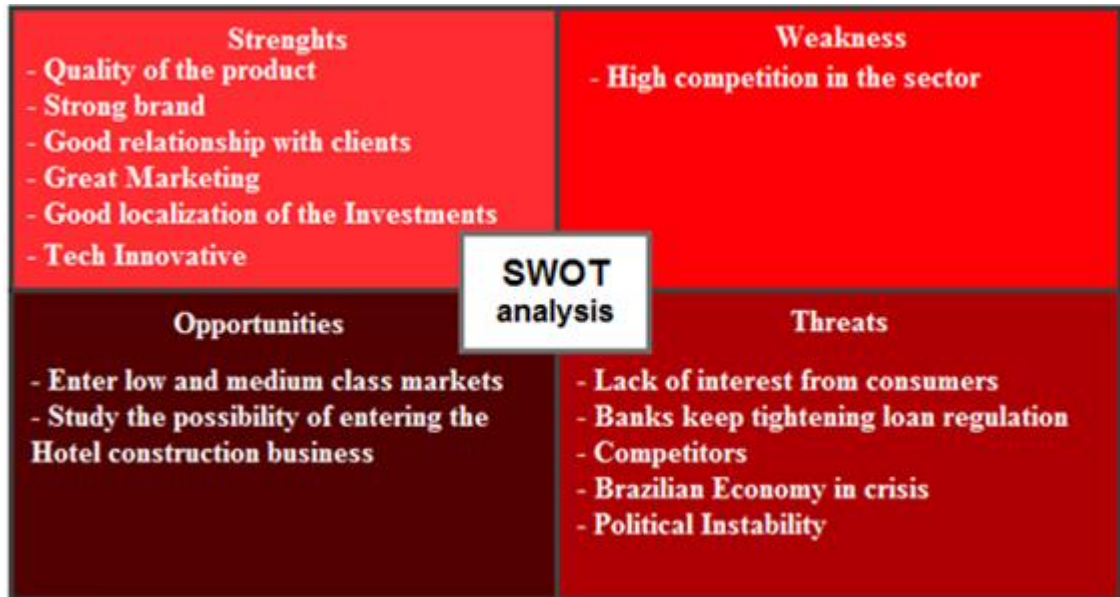 Strenghts
- Quality of the product
- Strong brand
- Good relationship with clients
- Great Marketing
- Good localization of the Investments
- Tech Innovative
Weakness
- High competition in the sector
SWOT
analysis
Opportunities
- Enter low and medium class markets
- Study the possibility of entering the
Hotel construction business
Threats
- Lack of interest from consumers
- Banks keep tightening loan regulation
- Competitors
- Brazilian Economy in crisis
- Political Instability